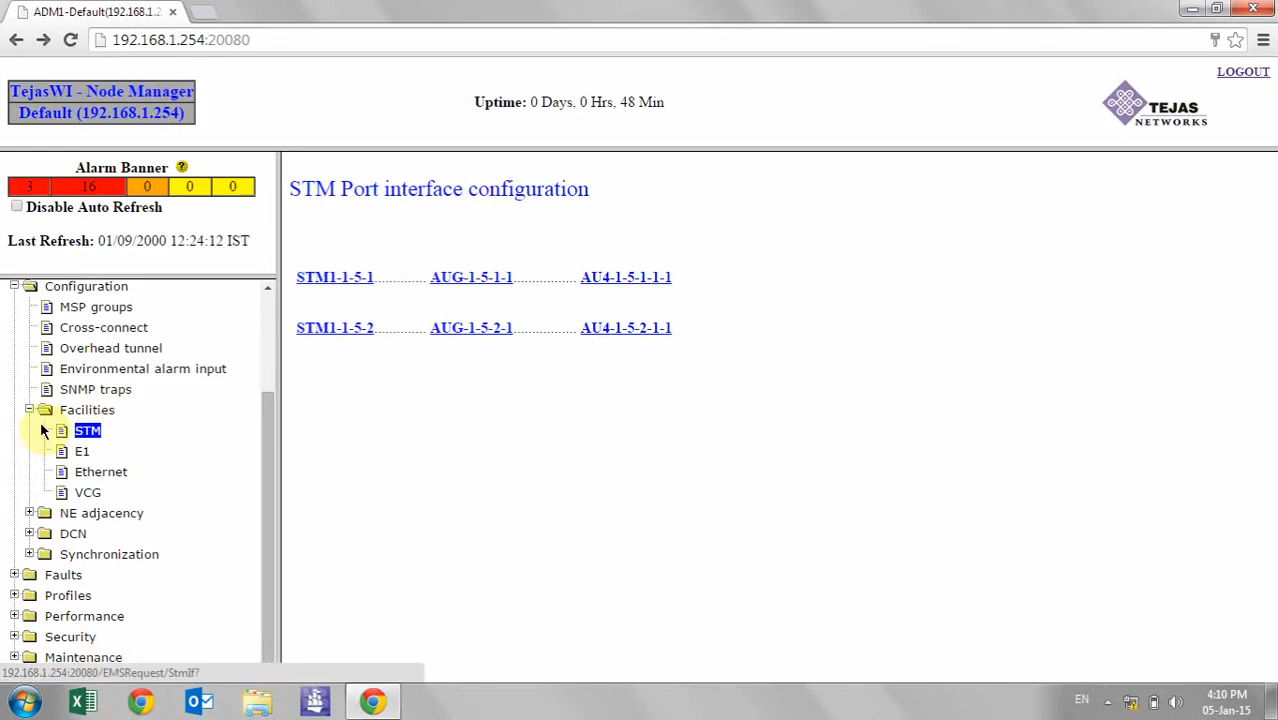 ADM1-Default(192.168.1.2
192.168.1.254:20080
LOGOUT
TejasWI - Node Manager
Default (192.168.1.254)
Uptime: 0 Days, 0 Hrs, 48 Min
TEJAS
NETWORKS
Alarm Banner ?
3 16 0 0 0
Disable Auto Refresh
Last Refresh: 01/09/2000 12:24:12 IST
STM Port interface configuration
STM1-1-5-1............. AUG-1-5-1-1................ AU4-1-5-1-1-1
STM1-1-5-2............. AUG-1-5-2-1................ AU4-1-5-2-1-1
Configuration
MSP groups
Cross-connect
Overhead tunnel
Environmental alarm input
SNMP traps
Facilities
STM
E1
Ethernet
VCG
NE adjacency
DCN
Synchronization
Faults
Profiles
Performance
Security
Maintenance
192.168.1.254:20080/EMSRequest/StmIf?
EN
4:10 PM
05-Jan-15